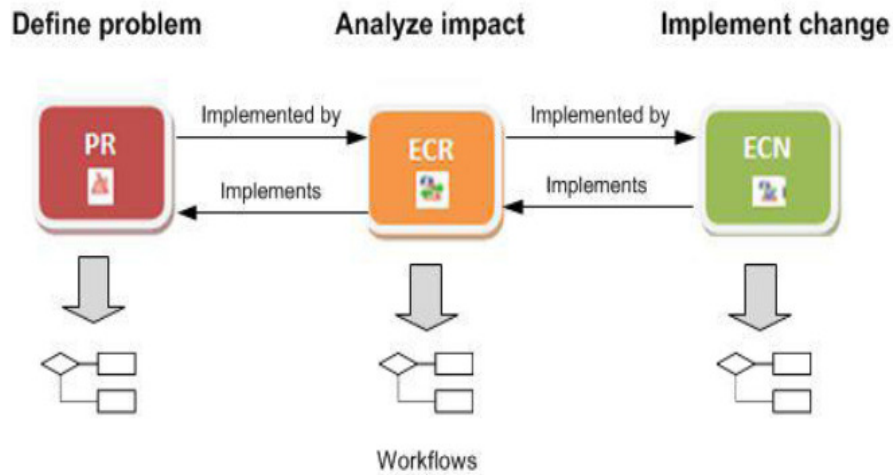 Define problem
Analyze impact
Implement change
PR
Implemented by
Implements
ECR
Implemented by
Implements
ECN
Workflows